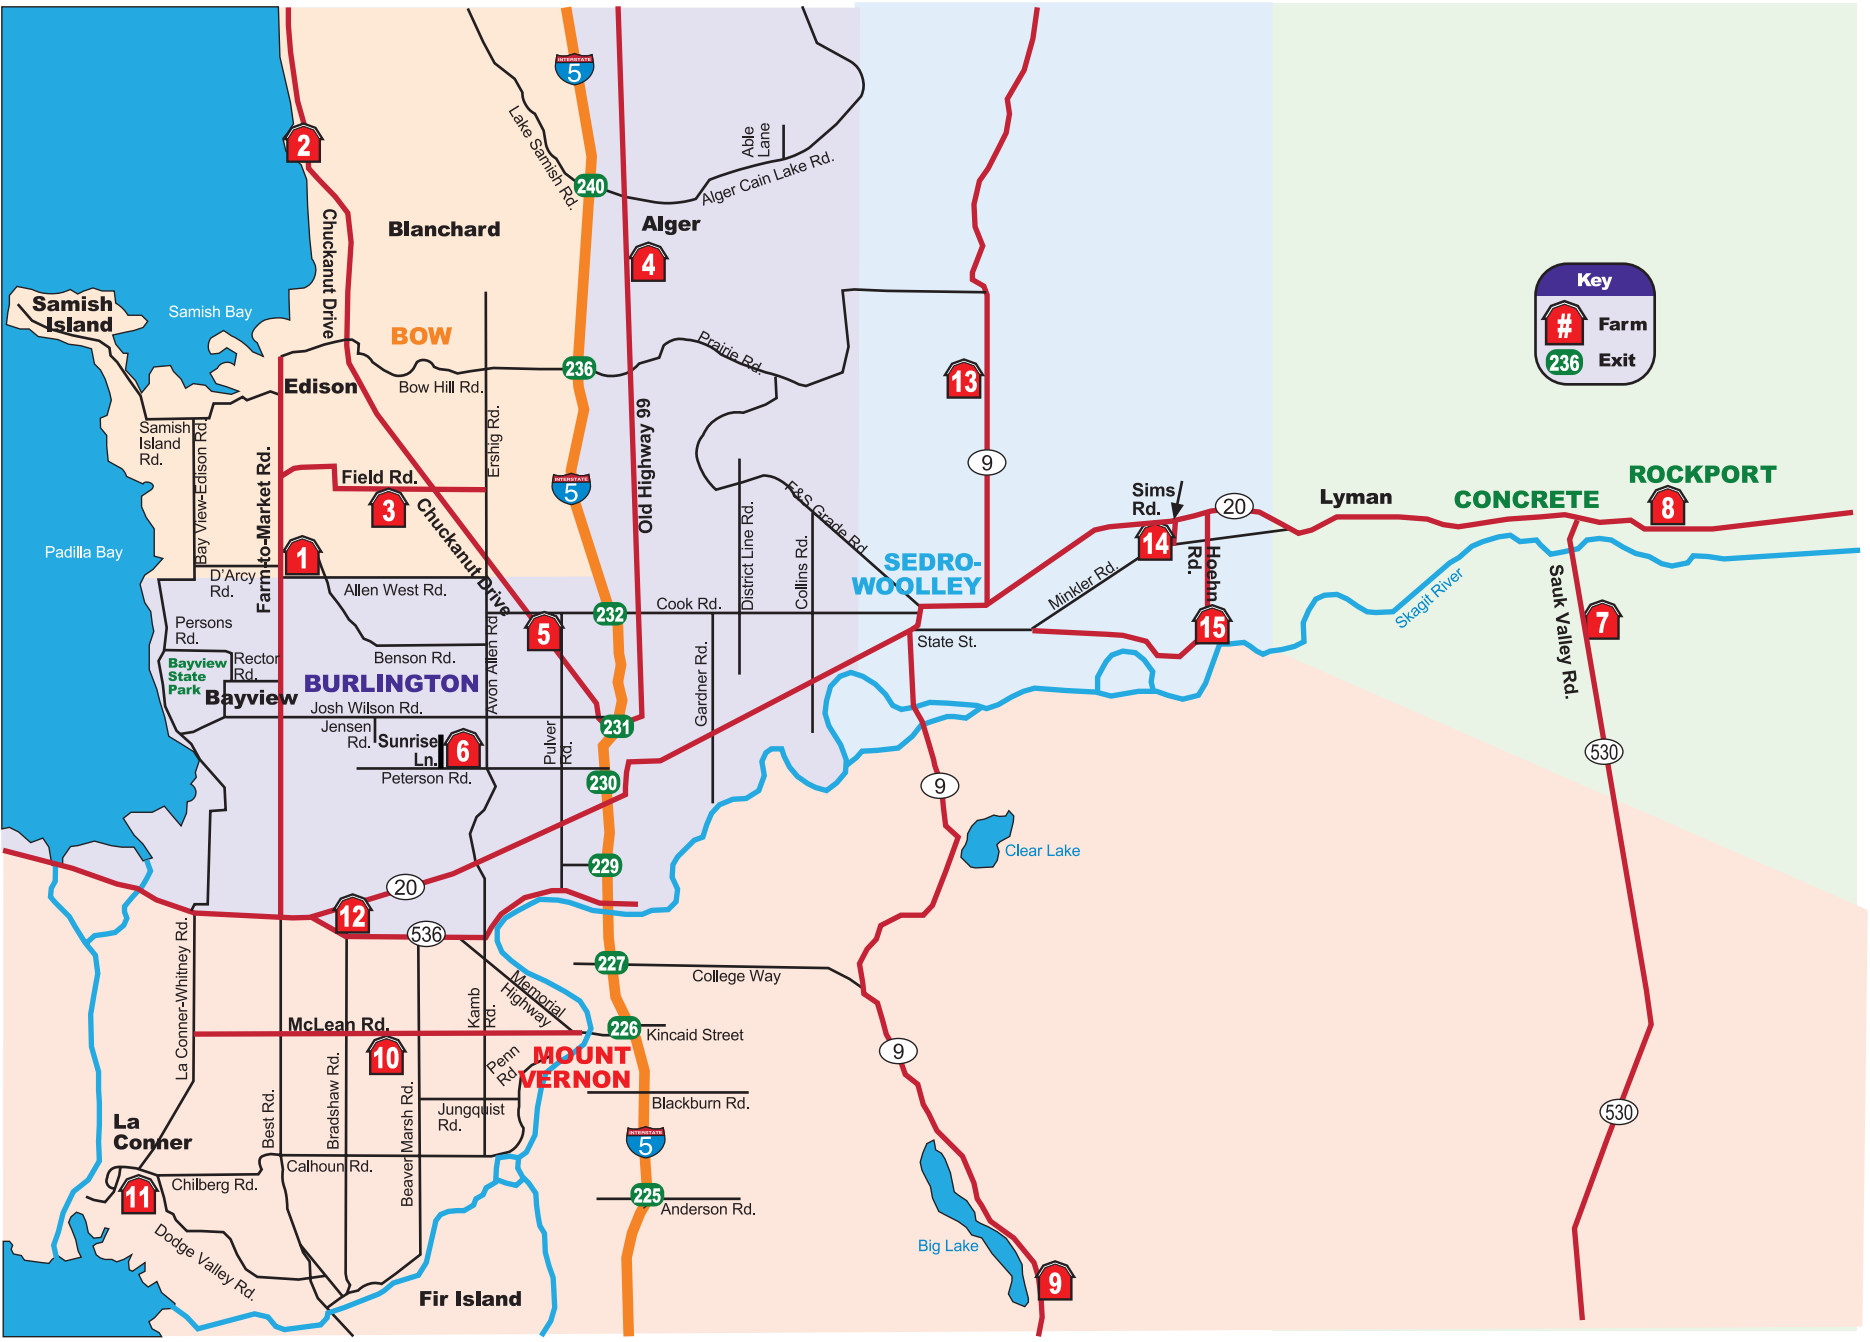 INTERSTATE
5
2
Lake Samish Rd.
Able
Lane
Alger Cain Lake Rd.
240
Chuckanut Drive
Blanchard
Alger
4
Key
#
Farm
236
Exit
Samish
Island
Samish Bay
BOW
Prairie Rd.
236
Edison
Bow Hill Rd.
13
Samish
Island
Rd.
Bay View-Edison Rd.
Farm-to-Market Rd.
Ershig Rd.
Old Highway 99
9
Field Rd.
INTERSTATE
5
3
Chuckanut Drive
District Line Rd.
F&S Grade Rd.
Collins Rd.
Sims
Rd.
20
Lyman
CONCRETE
ROCKPORT
8
14
Hoehn
Rd.
Padilla Bay
1
D'Arcy
Rd.
Allen West Rd.
SEDRO-
WOOLLEY
Minkler Rd.
Skagit River
Sauk Valley Rd.
7
Cook Rd.
232
5
15
State St.
Persons
Rd.
Rector
Rd.
Benson Rd.
Avon Allen Rd.
Gardner Rd.
Bayview
State
Park
Bayview
BURLINGTON
Josh Wilson Rd.
231
Jensen
Rd.
Sunrise
Ln.
6
Pulver
Rd.
Peterson Rd.
230
9
530
Clear Lake
229
20
12
536
La Conner-Whitney Rd.
227
College Way
Memorial
Highway
Kamb
Rd.
McLean Rd.
226
Kincaid Street
10
Penn
Rd.
MOUNT
VERNON
9
Best Rd.
Bradshaw Rd.
Beaver Marsh Rd.
Jungquist
Rd.
Blackburn Rd.
530
La
Conner
INTERSTATE
5
Calhoun Rd.
Chilberg Rd.
11
225
Anderson Rd.
Dodge Valley Rd.
Big Lake
9
Fir Island